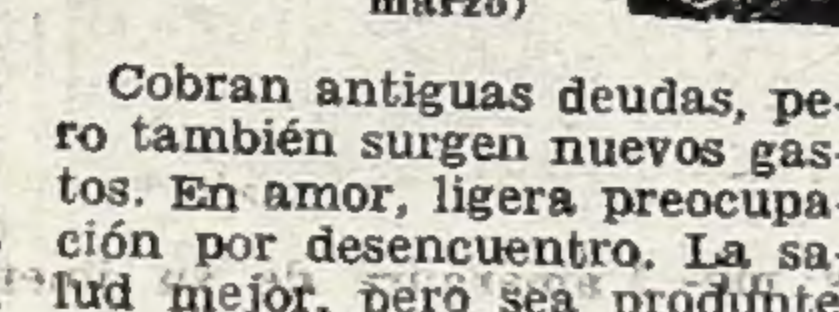 marzo)
Cobran antiguas deudas, pe-
ro también surgen nuevos gas-
tos. En amor, ligera preocupa-
ción por desencuentro. La sa-
lud mejor, pero sea